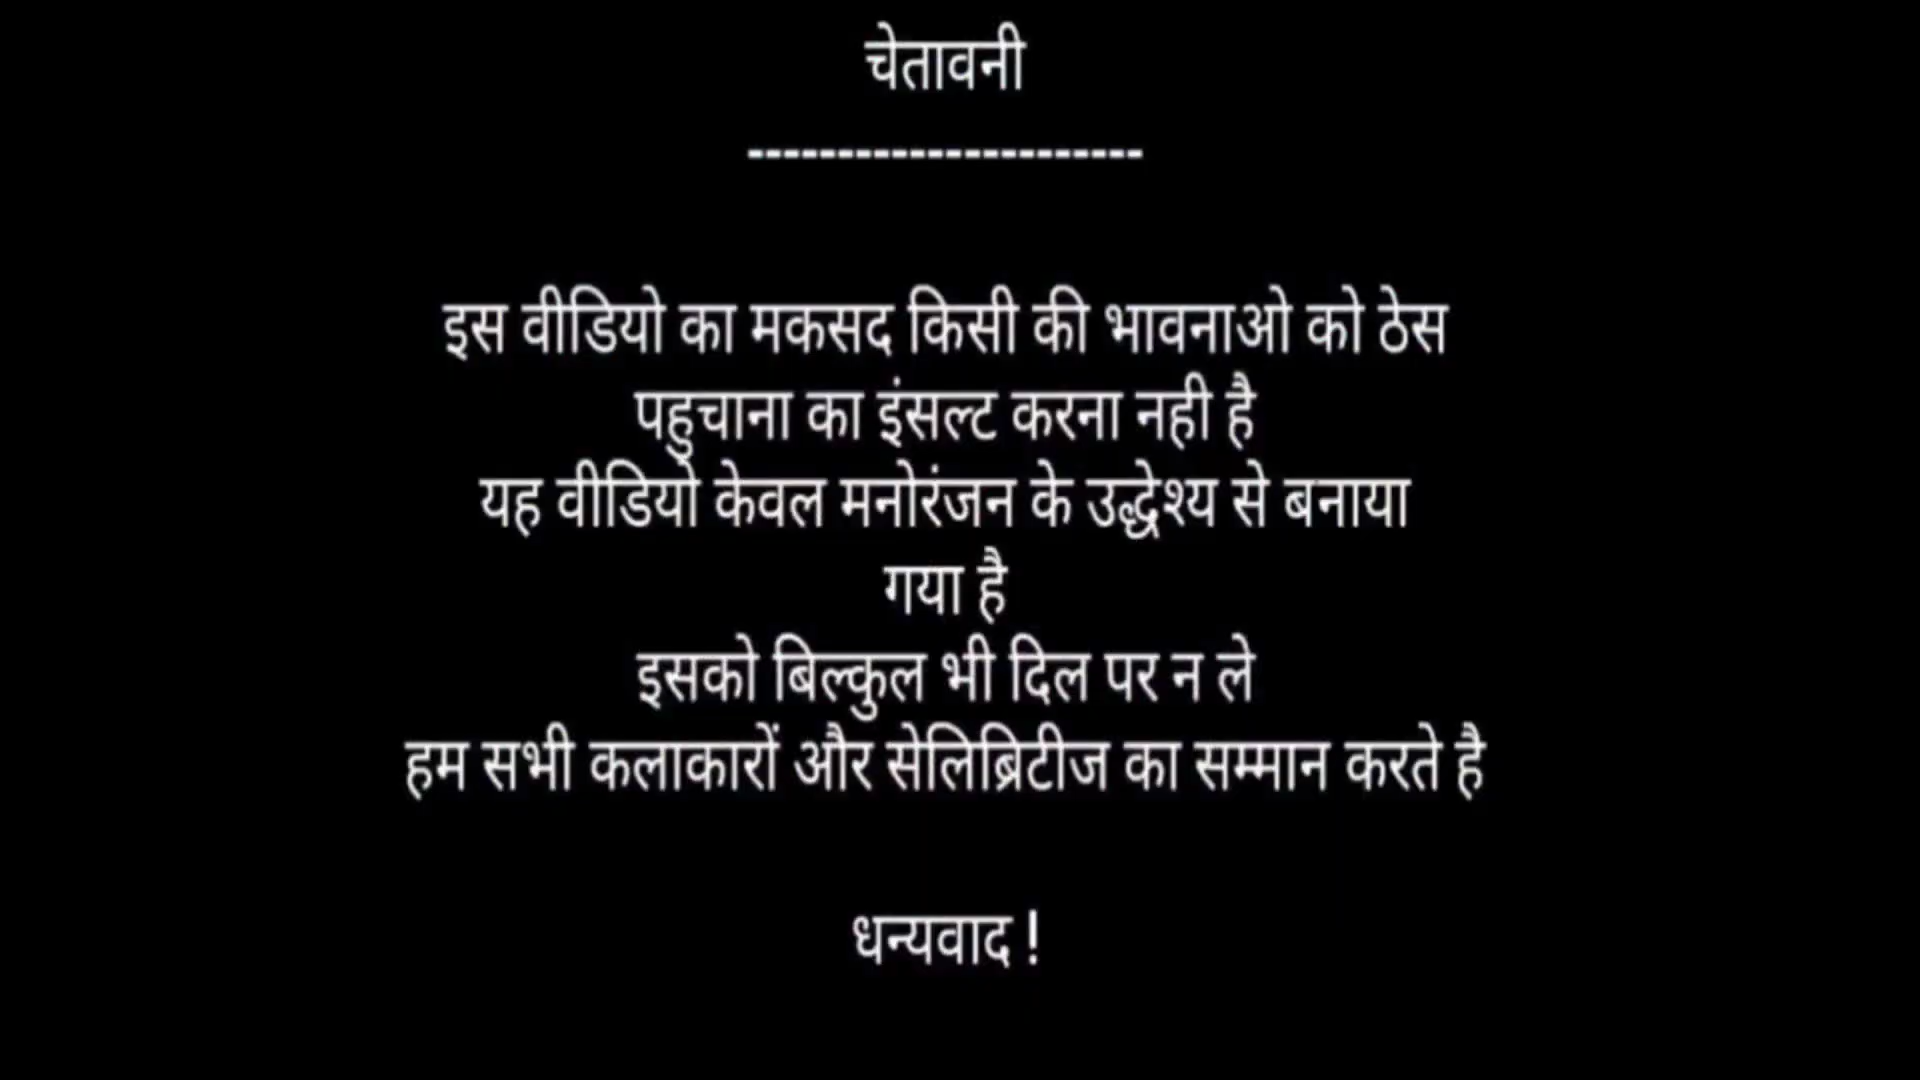 चेतावनी
----------------------
इस वीडियो का मकसद किसी की भावनाओ को ठेस
पहुचाना का इंसल्ट करना नही है
यह वीडियो केवल मनोरंजन के उद्धेश्य से बनाया
गया है
इसको बिल्कुल भी दिल पर न ले
हम सभी कलाकारों और सेलिब्रिटीज का सम्मान करते है
धन्यवाद !